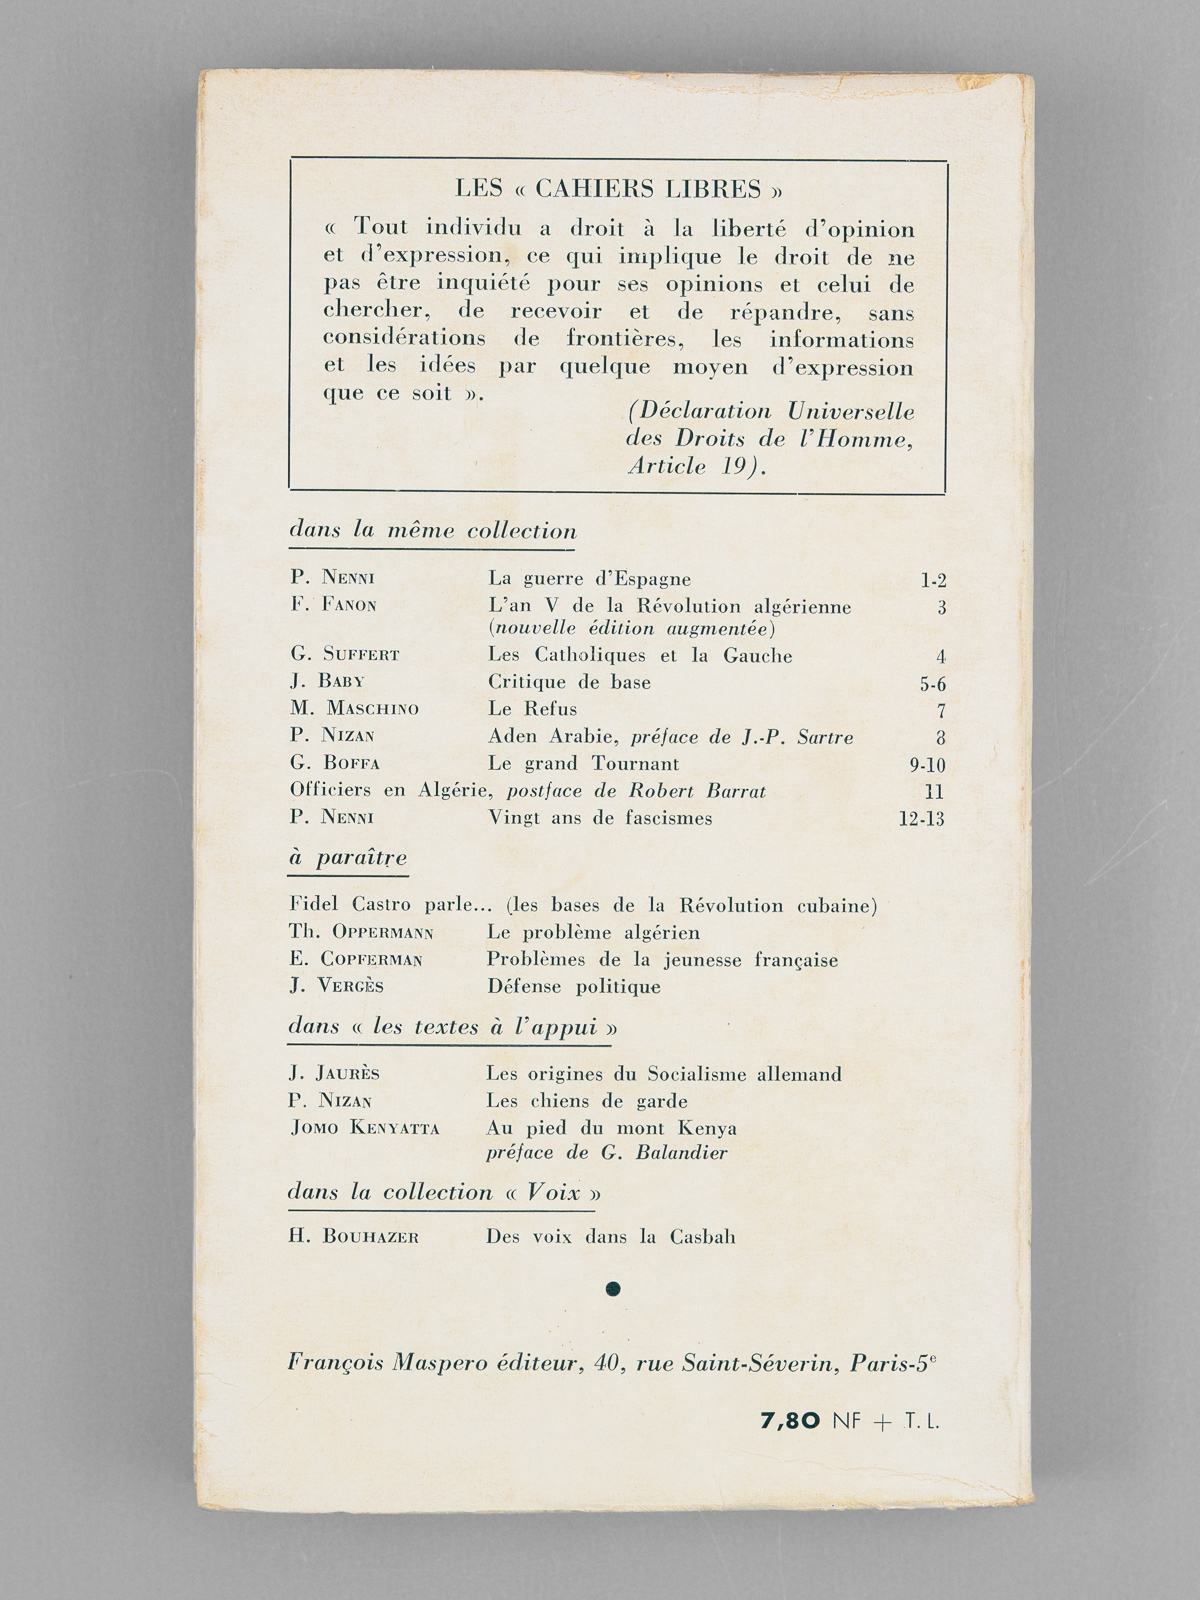 LES « CAHIERS LIBRES »
« Tout individu a droit à la liberté d'opinion
et d'expression, ce qui implique le droit de ne
pas être inquiété pour ses opinions et celui de
chercher, de recevoir et de répandre, sans
considérations de frontières, les informations
et les idées par quelque moyen d'expression
que ce soit ».
(Déclaration Universelle
des Droits de l'Homme,
Article 19).
dans la même collection
P. NENNI La guerre d'Espagne 1-2
F. FANON L'an V de la Révolution algérienne 3
(nouvelle édition augmentée)
G. SUFFERT Les Catholiques et la Gauche 4
J. BABY Critique de base 5-6
M. MASCHINO Le Refus 7
P. NIZAN Aden Arabie, préface de J.-P. Sartre 8
G. BOFFA Le grand Tournant 9-10
Officiers en Algérie, postface de Robert Barrat 11
P. NENNI Vingt ans de fascismes 12-13
à paraître
Fidel Castro parle... (les bases de la Révolution cubaine)
Th. OPPERMANN Le problème algérien
E. COPFERMAN Problèmes de la jeunesse française
J. VERGÈS Défense politique
dans « les textes à l'appui »
J. JAURÈS Les origines du Socialisme allemand
P. NIZAN Les chiens de garde
JOMO KENYATTA Au pied du mont Kenya
préface de G. Balandier
dans la collection « Voix »
H. BOUHAZER Des voix dans la Casbah
François Maspero éditeur, 40, rue Saint-Séverin, Paris-5e
7,80 NF + T.L.